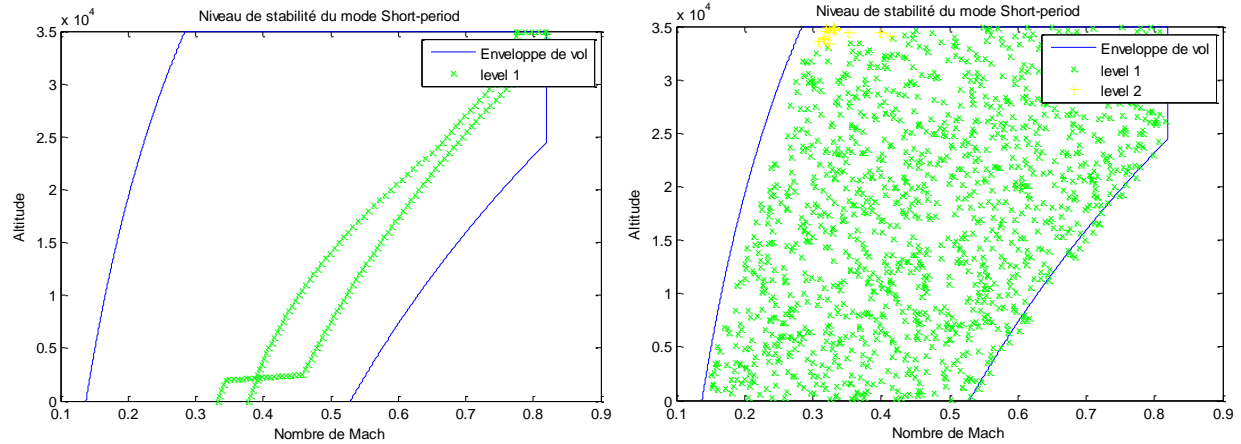 Niveau de stabilité du mode Short-period
x 10^4
3.5
3
2.5
2
1.5
1
0.5
0
Altitude
0.1 0.2 0.3 0.4 0.5 0.6 0.7 0.8 0.9
Nombre de Mach
Enveloppe de vol
level 1
Niveau de stabilité du mode Short-period
x 10^4
3.5
3
2.5
2
1.5
1
0.5
0
Altitude
0.1 0.2 0.3 0.4 0.5 0.6 0.7 0.8 0.9
Nombre de Mach
Enveloppe de vol
level 1
level 2